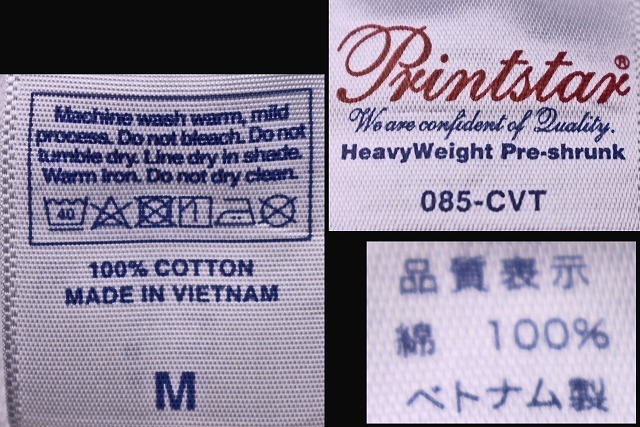 Machine wash warm, mild
process. Do not bleach. Do not
tumble dry. Line dry in shade.
Warm Iron. Do not dry clean.
40
100% COTTON
MADE IN VIETNAM
M
Printstar®
We are confident of Quality.
HeavyWeight Pre-shrunk
085-CVT
品質表示
綿 100%
ベトナム製